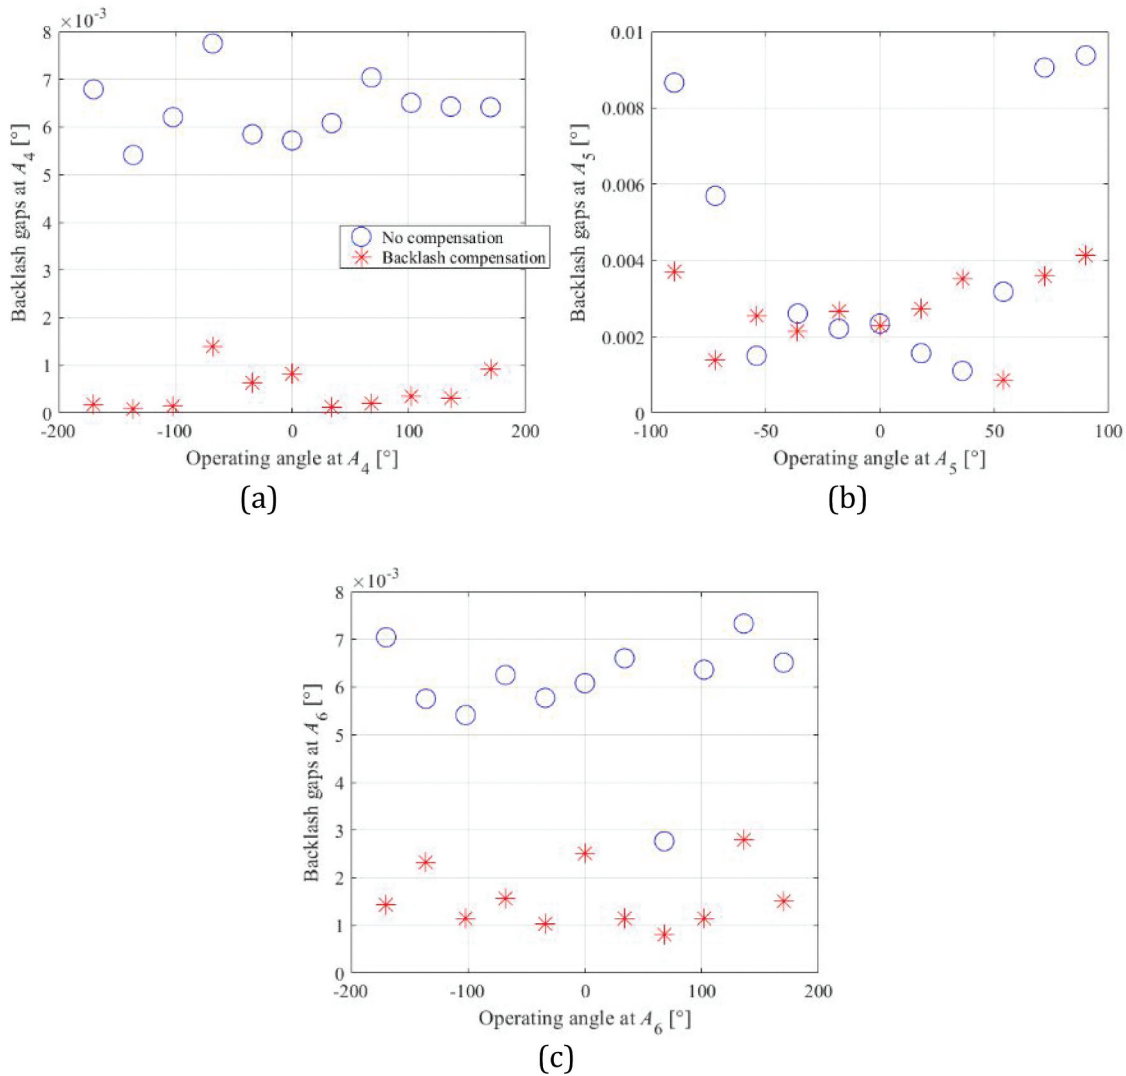 ×10⁻³
8
7
6
5
4
3
2
1
0
-200 -100 0 100 200
Backlash gaps at A₄ [°]
Operating angle at A₄ [°]
No compensation
Backlash compensation
(a)
0.01
0.008
0.006
0.004
0.002
0
-100 -50 0 50 100
Backlash gaps at A₅ [°]
Operating angle at A₅ [°]
(b)
×10⁻³
8
7
6
5
4
3
2
1
0
-200 -100 0 100 200
Backlash gaps at A₆ [°]
Operating angle at A₆ [°]
(c)